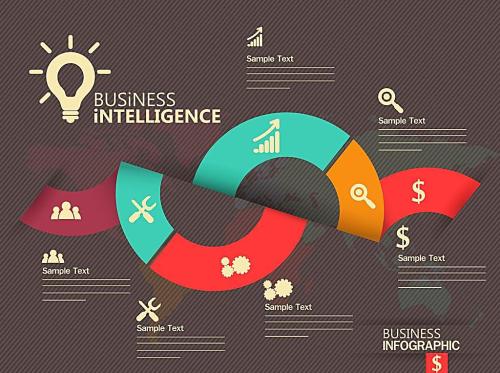 BUSiNESS
iNTELLIGENCE
Sample Text
Sample Text
$
$
Sample Text
Sample Text
Sample Text
Sample Text
BUSINESS
INFOGRAPHIC
$